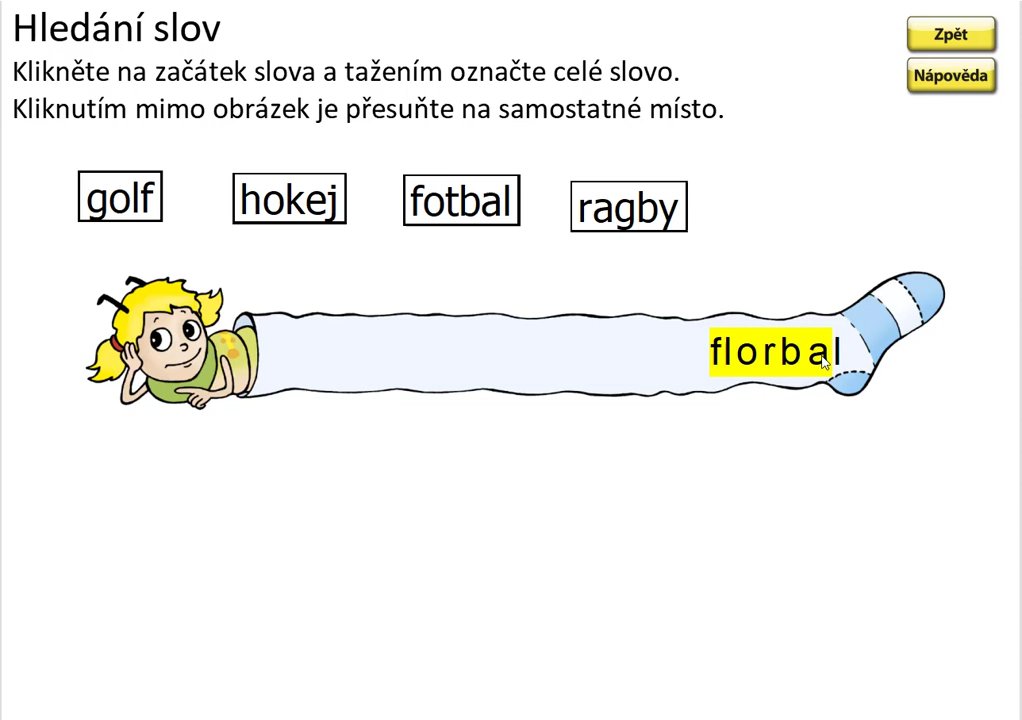 Hledání slov
Zpět
Klikněte na začátek slova a tažením označte celé slovo.
Nápověda
Kliknutím mimo obrázek je přesuňte na samostatné místo.
golf hokej fotbal ragby
florbal